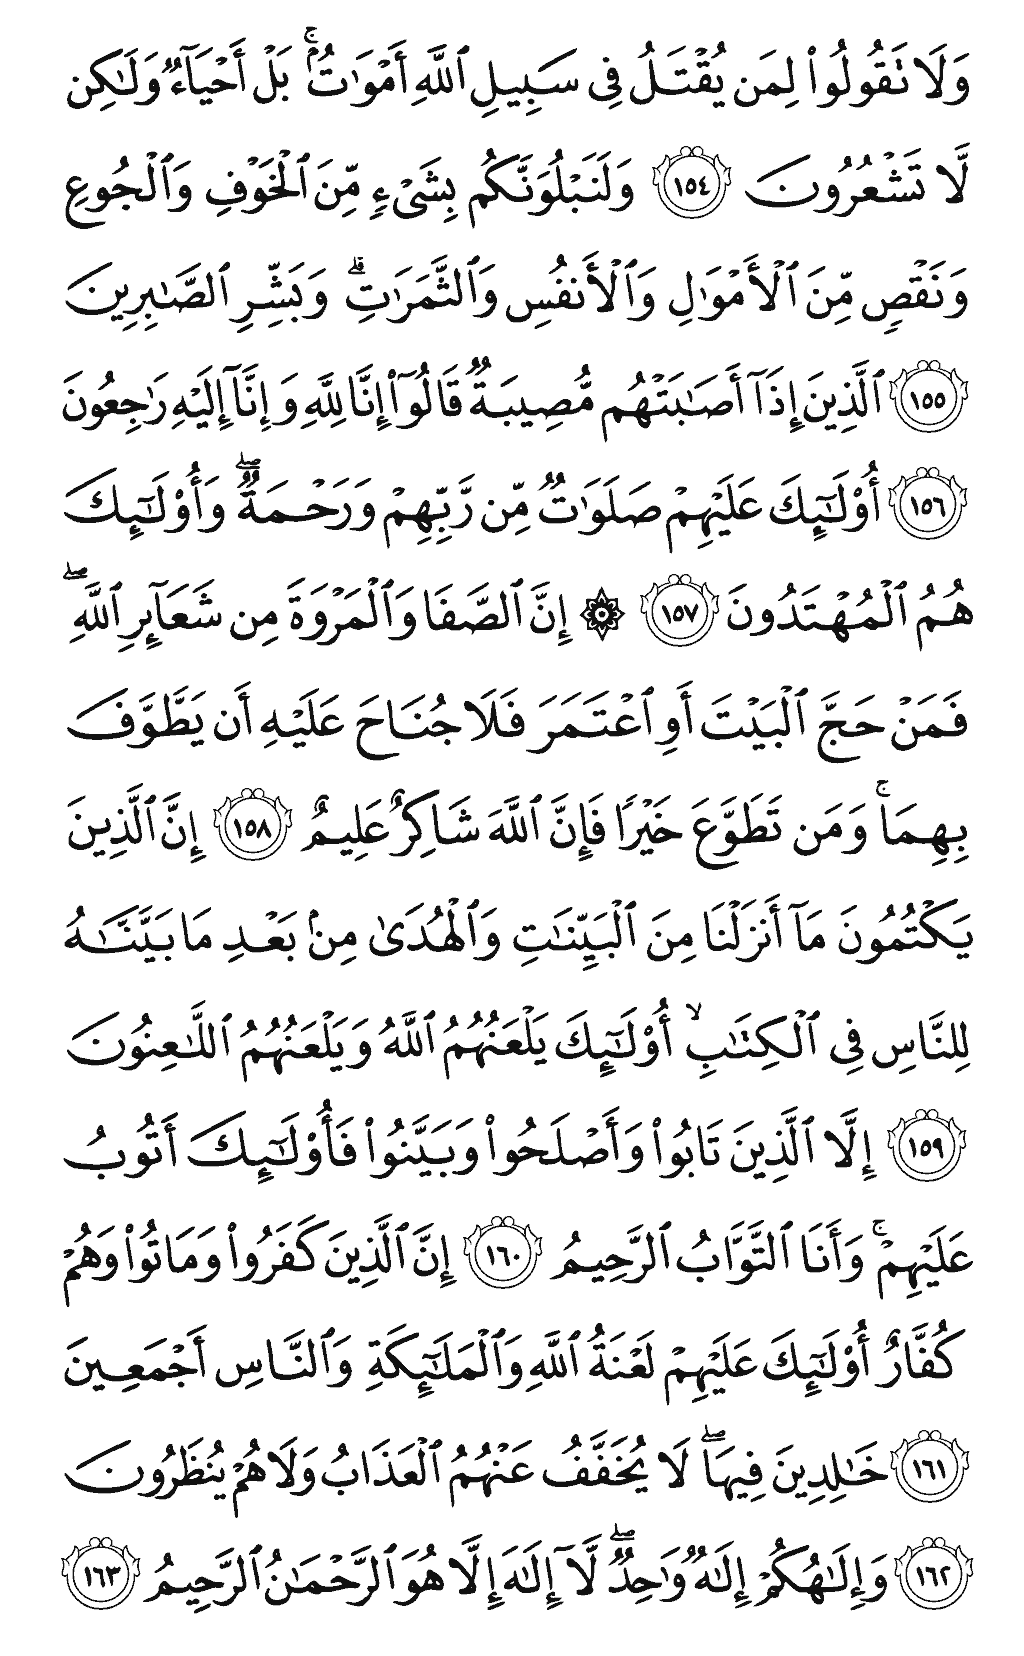 وَلَا تَقُولُوا۟ لِمَن يُقْتَلُ فِى سَبِيلِ ٱللَّهِ أَمْوَٰتٌۢ ۚ بَلْ أَحْيَآءٌ وَلَـٰكِن
لَّا تَشْعُرُونَ ١٥٤ وَلَنَبْلُوَنَّكُم بِشَىْءٍ مِّنَ ٱلْخَوْفِ وَٱلْجُوعِ
وَنَقْصٍ مِّنَ ٱلْأَمْوَٰلِ وَٱلْأَنفُسِ وَٱلثَّمَرَٰتِ ۗ وَبَشِّرِ ٱلصَّـٰبِرِينَ
١٥٥ ٱلَّذِينَ إِذَآ أَصَـٰبَتْهُم مُّصِيبَةٌ قَالُوٓا۟ إِنَّا لِلَّهِ وَإِنَّآ إِلَيْهِ رَٰجِعُونَ
١٥٦ أُو۟لَـٰٓئِكَ عَلَيْهِمْ صَلَوَٰتٌ مِّن رَّبِّهِمْ وَرَحْمَةٌ ۖ وَأُو۟لَـٰٓئِكَ
هُمُ ٱلْمُهْتَدُونَ ١٥٧ ۞ إِنَّ ٱلصَّفَا وَٱلْمَرْوَةَ مِن شَعَآئِرِ ٱللَّهِ ۖ
فَمَنْ حَجَّ ٱلْبَيْتَ أَوِ ٱعْتَمَرَ فَلَا جُنَاحَ عَلَيْهِ أَن يَطَّوَّفَ
بِهِمَا ۚ وَمَن تَطَوَّعَ خَيْرًا فَإِنَّ ٱللَّهَ شَاكِرٌ عَلِيمٌ ١٥٨ إِنَّ ٱلَّذِينَ
يَكْتُمُونَ مَآ أَنزَلْنَا مِنَ ٱلْبَيِّنَـٰتِ وَٱلْهُدَىٰ مِنۢ بَعْدِ مَا بَيَّنَّـٰهُ
لِلنَّاسِ فِى ٱلْكِتَـٰبِ ۙ أُو۟لَـٰٓئِكَ يَلْعَنُهُمُ ٱللَّهُ وَيَلْعَنُهُمُ ٱللَّـٰعِنُونَ
١٥٩ إِلَّا ٱلَّذِينَ تَابُوا۟ وَأَصْلَحُوا۟ وَبَيَّنُوا۟ فَأُو۟لَـٰٓئِكَ أَتُوبُ
عَلَيْهِمْ ۚ وَأَنَا ٱلتَّوَّابُ ٱلرَّحِيمُ ١٦٠ إِنَّ ٱلَّذِينَ كَفَرُوا۟ وَمَاتُوا۟ وَهُمْ
كُفَّارٌ أُو۟لَـٰٓئِكَ عَلَيْهِمْ لَعْنَةُ ٱللَّهِ وَٱلْمَلَـٰٓئِكَةِ وَٱلنَّاسِ أَجْمَعِينَ
١٦١ خَـٰلِدِينَ فِيهَا ۖ لَا يُخَفَّفُ عَنْهُمُ ٱلْعَذَابُ وَلَا هُمْ يُنظَرُونَ
١٦٢ وَإِلَـٰهُكُمْ إِلَـٰهٌ وَٰحِدٌ ۖ لَّآ إِلَـٰهَ إِلَّا هُوَ ٱلرَّحْمَـٰنُ ٱلرَّحِيمُ ١٦٣